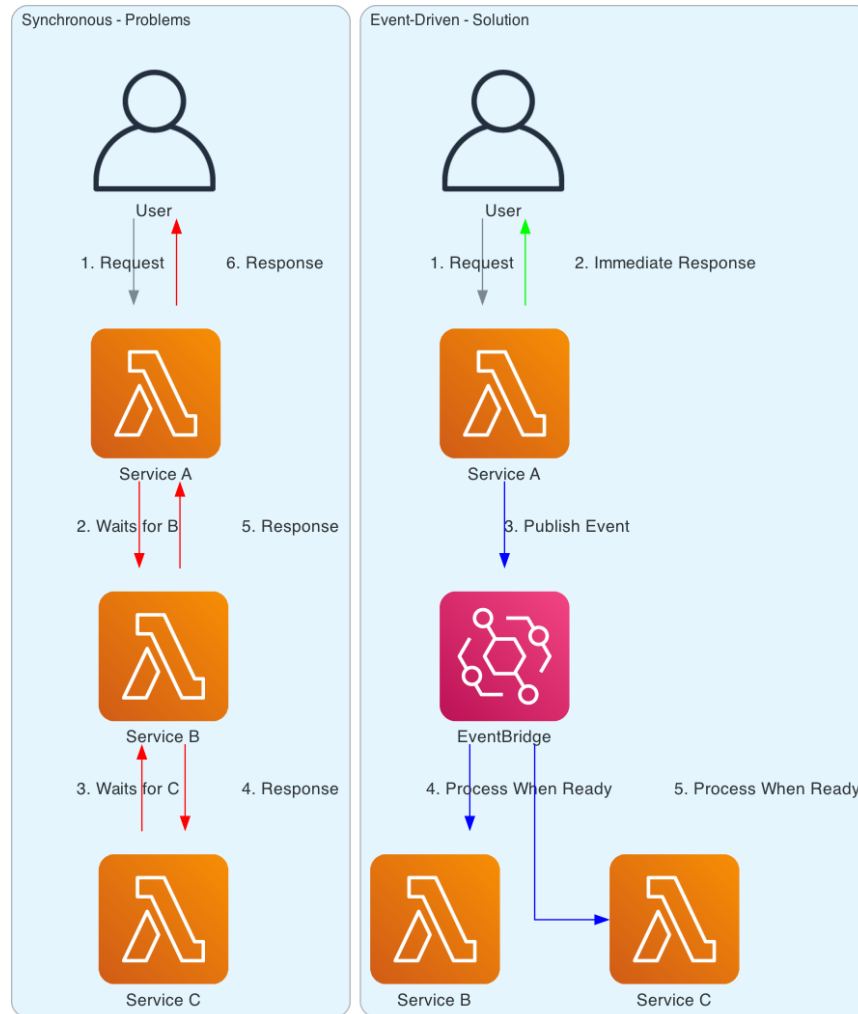 Synchronous - Problems
User
1. Request
6. Response
Service A
2. Waits for B
5. Response
Service B
3. Waits for C
4. Response
Service C
Event-Driven - Solution
User
1. Request
2. Immediate Response
Service A
3. Publish Event
EventBridge
4. Process When Ready
5. Process When Ready
Service B
Service C